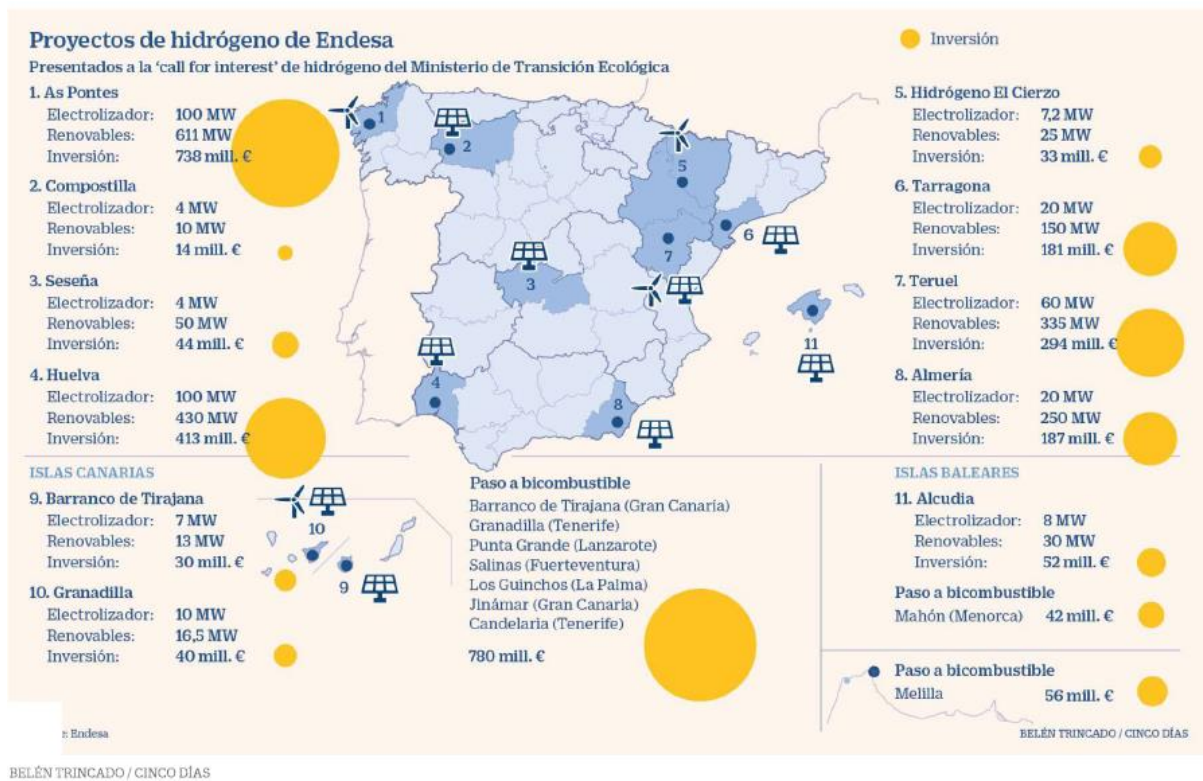 Proyectos de hidrógeno de Endesa
Presentados a la ‘call for interest’ de hidrógeno del Ministerio de Transición Ecológica
Inversión
1. As Pontes
Electrolizador: 100 MW
Renovables: 611 MW
Inversión: 738 mill. €
2. Compostilla
Electrolizador: 4 MW
Renovables: 10 MW
Inversión: 14 mill. €
3. Seseña
Electrolizador: 4 MW
Renovables: 50 MW
Inversión: 44 mill. €
4. Huelva
Electrolizador: 100 MW
Renovables: 430 MW
Inversión: 413 mill. €
1
2
3
4
5
6
7
8
11
5. Hidrógeno El Cierzo
Electrolizador: 7,2 MW
Renovables: 25 MW
Inversión: 33 mill. €
6. Tarragona
Electrolizador: 20 MW
Renovables: 150 MW
Inversión: 181 mill. €
7. Teruel
Electrolizador: 60 MW
Renovables: 335 MW
Inversión: 294 mill. €
8. Almería
Electrolizador: 20 MW
Renovables: 250 MW
Inversión: 187 mill. €
ISLAS CANARIAS
9. Barranco de Tirajana
Electrolizador: 7 MW
Renovables: 13 MW
Inversión: 30 mill. €
10. Granadilla
Electrolizador: 10 MW
Renovables: 16,5 MW
Inversión: 40 mill. €
10
9
Paso a bicombustible
Barranco de Tirajana (Gran Canaria)
Granadilla (Tenerife)
Punta Grande (Lanzarote)
Salinas (Fuerteventura)
Los Guinchos (La Palma)
Jinámar (Gran Canaria)
Candelaria (Tenerife)
780 mill. €
ISLAS BALEARES
11. Alcudia
Electrolizador: 8 MW
Renovables: 30 MW
Inversión: 52 mill. €
Paso a bicombustible
Mahón (Menorca) 42 mill. €
Paso a bicombustible
Melilla 56 mill. €
Endesa
BELÉN TRINCADO / CINCO DÍAS
BELÉN TRINCADO / CINCO DÍAS